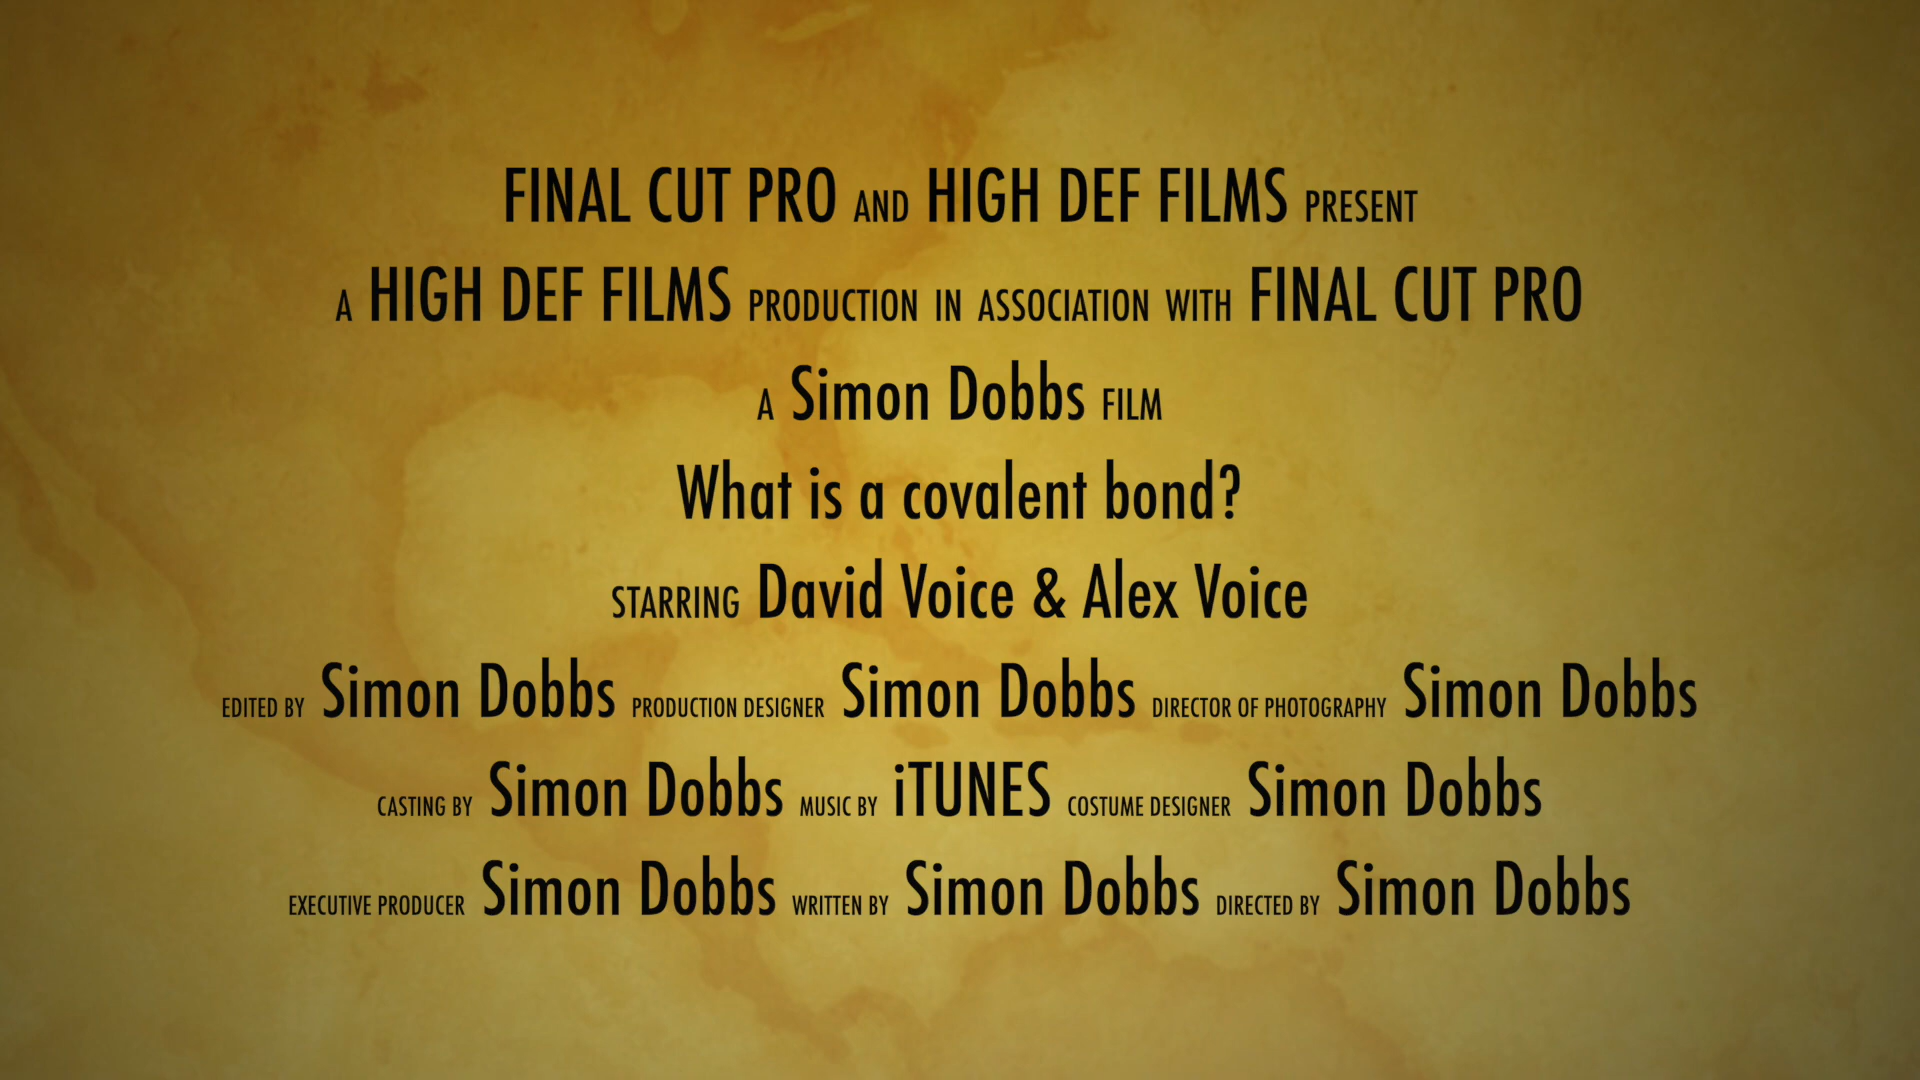 FINAL CUT PRO AND HIGH DEF FILMS PRESENT
A HIGH DEF FILMS PRODUCTION IN ASSOCIATION WITH FINAL CUT PRO
A Simon Dobbs FILM
What is a covalent bond?
STARRING David Voice & Alex Voice
EDITED BY Simon Dobbs PRODUCTION DESIGNER Simon Dobbs DIRECTOR OF PHOTOGRAPHY Simon Dobbs
CASTING BY Simon Dobbs MUSIC BY iTUNES COSTUME DESIGNER Simon Dobbs
EXECUTIVE PRODUCER Simon Dobbs WRITTEN BY Simon Dobbs DIRECTED BY Simon Dobbs